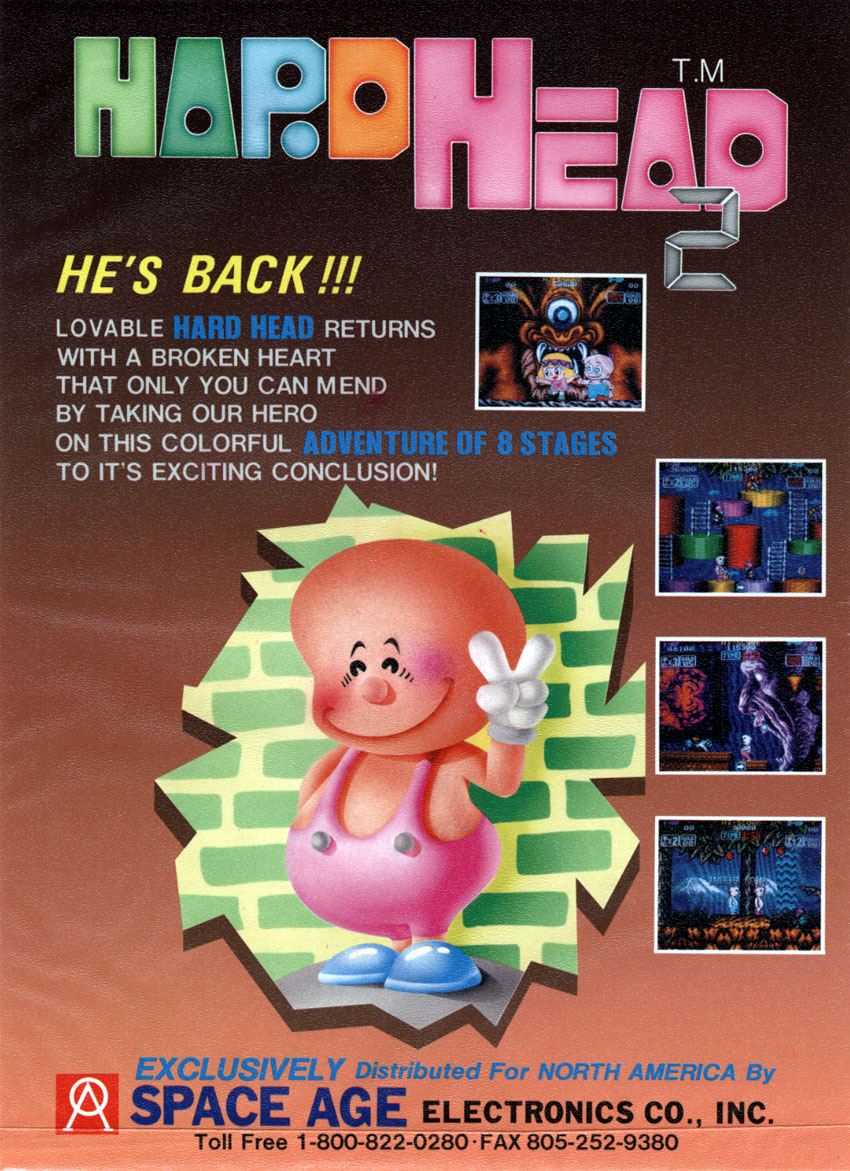 HARDHEAD
T.M
2
HE'S BACK!!!
LOVABLE HARD HEAD RETURNS
WITH A BROKEN HEART
THAT ONLY YOU CAN MEND
BY TAKING OUR HERO
ON THIS COLORFUL ADVENTURE OF 8 STAGES
TO IT'S EXCITING CONCLUSION!
EXCLUSIVELY Distributed For NORTH AMERICA By
SPACE AGE ELECTRONICS CO., INC.
Toll Free 1-800-822-0280·FAX 805-252-9380